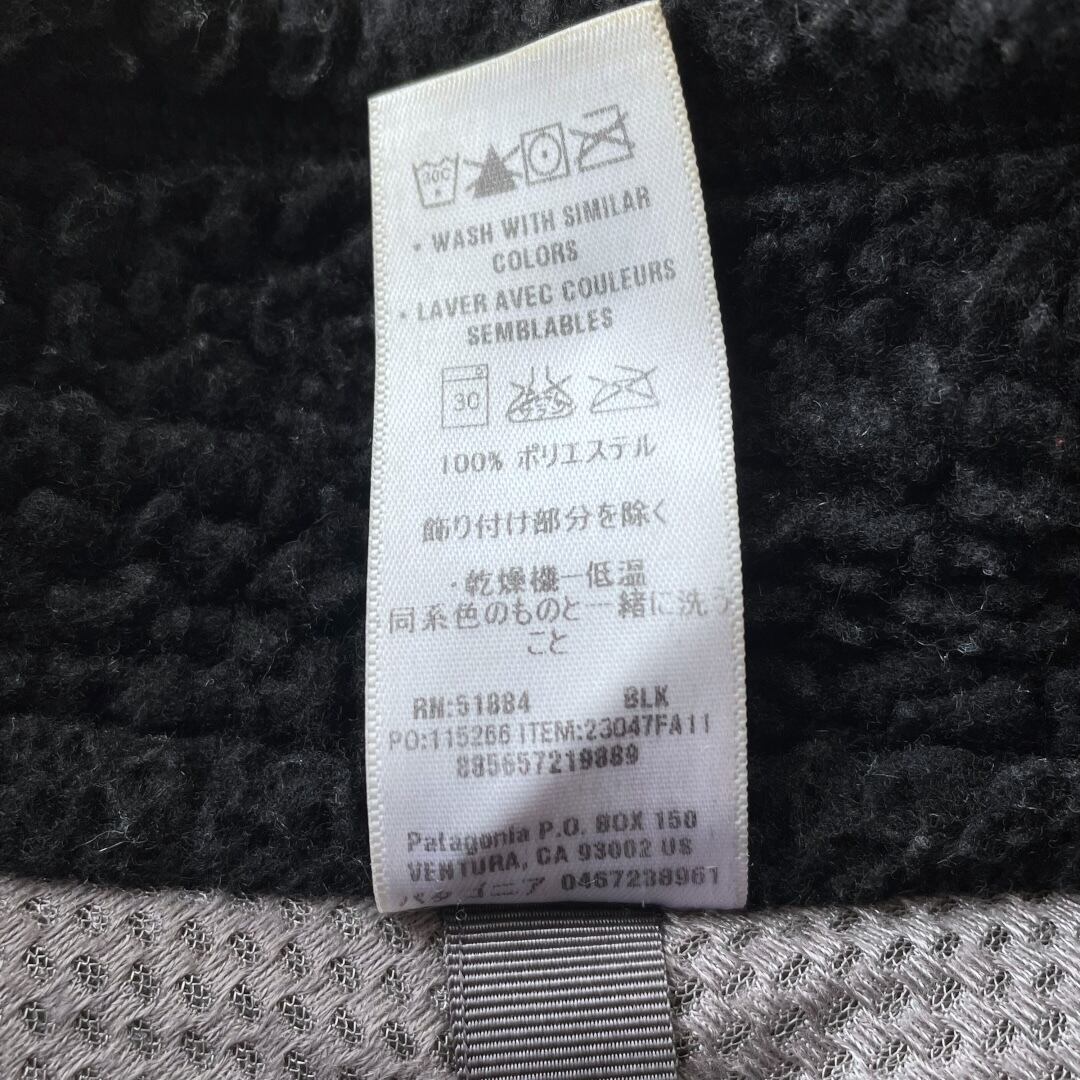 30C
• WASH WITH SIMILAR
COLORS
• LAVER AVEC COULEURS
SEMBLABLES
30
100% ポリエステル
飾り付け部分を除く
・乾燥機－低温
同系色のものと一緒に洗う
こと
RN:51884 BLK
PO:115266 ITEM:23047FA11
885657219889
Patagonia P.O. BOX 150
VENTURA, CA 93002 US
パタゴニア 0467238961